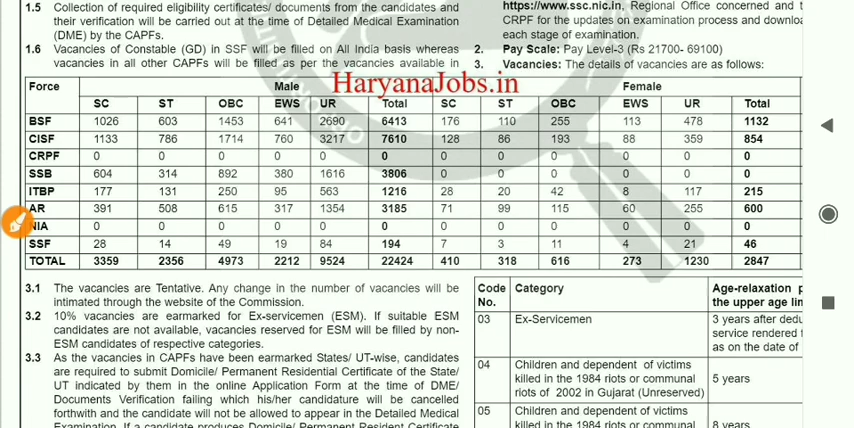 1.5 Collection of required eligibility certificates/ documents from the candidates and
their verification will be carried out at the time of Detailed Medical Examination
(DME) by the CAPFs.
1.6 Vacancies of Constable (GD) in SSF will be filled on All India basis whereas
vacancies in all other CAPFs will be filled as per the vacancies available in
https://www.ssc.nic.in, Regional Office concerned and
CRPF for the updates on examination process and
each stage of examination.
2. Pay Scale: Pay Level-3 (Rs 21700- 69100)
3. Vacancies: The details of vacancies are as follows:
HaryanaJobs.in
Force Male Female
SC ST OBC EWS UR Total SC ST OBC EWS UR Total
BSF 1026 603 1453 641 2690 6413 176 110 255 113 478 1132
CISF 1133 786 1714 760 3217 7610 128 86 193 88 359 854
CRPF 0 0 0 0 0 0 0 0 0 0 0 0
SSB 604 314 892 380 1616 3806 0 0 0 0 0 0
ITBP 177 131 250 95 563 1216 28 20 42 8 117 215
AR 391 508 615 317 1354 3185 71 99 115 60 255 600
NIA 0 0 0 0 0 0 0 0 0 0 0 0
SSF 28 14 49 19 84 194 7 3 11 4 21 46
TOTAL 3359 2356 4973 2212 9524 22424 410 318 616 273 1230 2847
3.1 The vacancies are Tentative. Any change in the number of vacancies will be
intimated through the website of the Commission.
3.2 10% vacancies are earmarked for Ex-servicemen (ESM). If suitable ESM
candidates are not available, vacancies reserved for ESM will be filled by non-
ESM candidates of respective categories.
3.3 As the vacancies in CAPFs have been earmarked States/ UT-wise, candidates
are required to submit Domicile/ Permanent Residential Certificate of the State/
UT indicated by them in the online Application Form at the time of DME/
Documents Verification failing which his/her candidature will be cancelled
forthwith and the candidate will not be allowed to appear in the Detailed Medical
Examination. If a candidate produces Domicile/ Permanent Resident Certificate
Code Category Age-relaxation
No. the upper age
03 Ex-Servicemen 3 years after
service rendered
as on the date of
04 Children and dependent of victims
killed in the 1984 riots or communal 5 years
riots of 2002 in Gujarat (Unreserved)
05 Children and dependent of victims
killed in the 1984 riots or communal 8 years